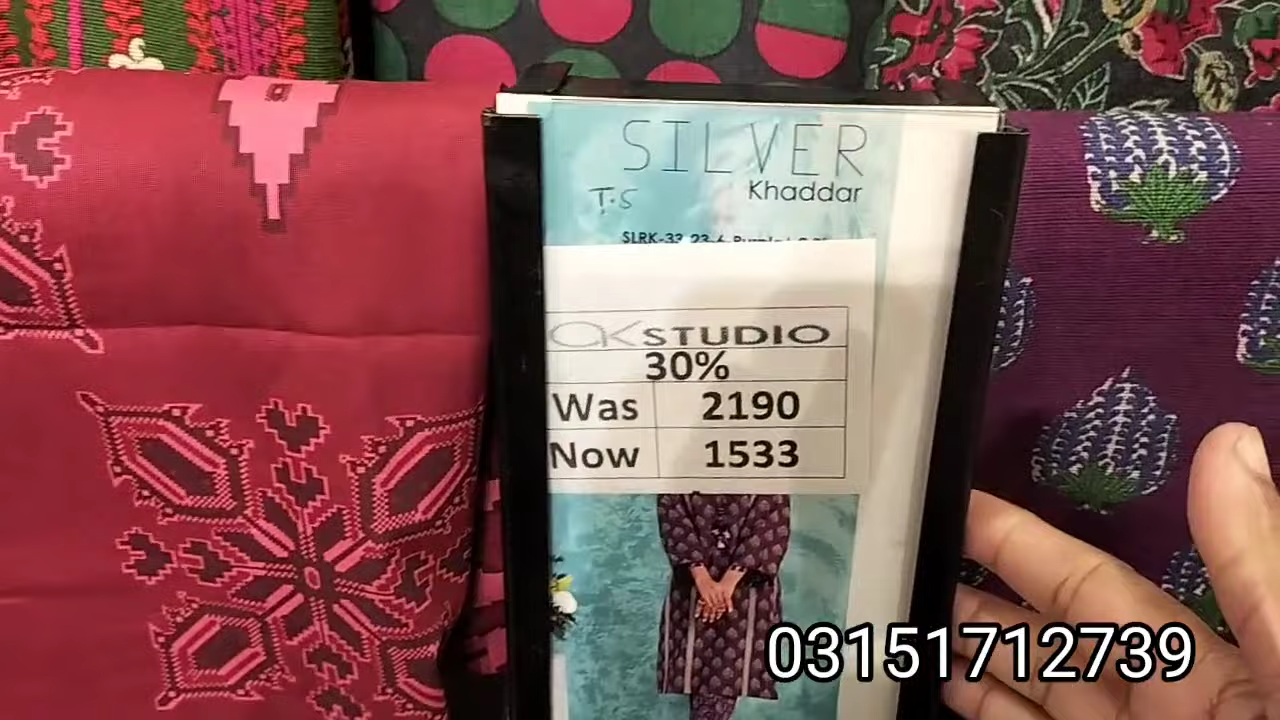 SILVER
Khaddar
T.S
STUDIO
30%
Was 2190
Now 1533
03151712739